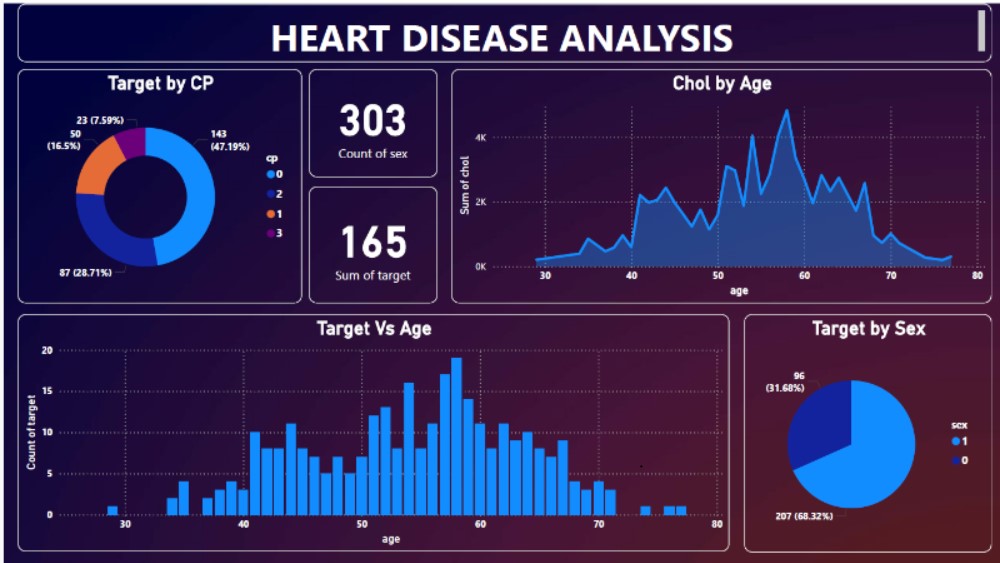 HEART DISEASE ANALYSIS
Target by CP
23 (7.59%)
50
(16.5%)
143
(47.19%)
87 (28.71%)
cp
0
2
1
3
303
Count of sex
165
Sum of target
Chol by Age
Sum of chol
4K
2K
0K
30 40 50 60 70 80
age
Target Vs Age
Count of target
20
15
10
5
0
30 40 50 60 70 80
age
Target by Sex
96
(31.68%)
207 (68.32%)
sex
1
0